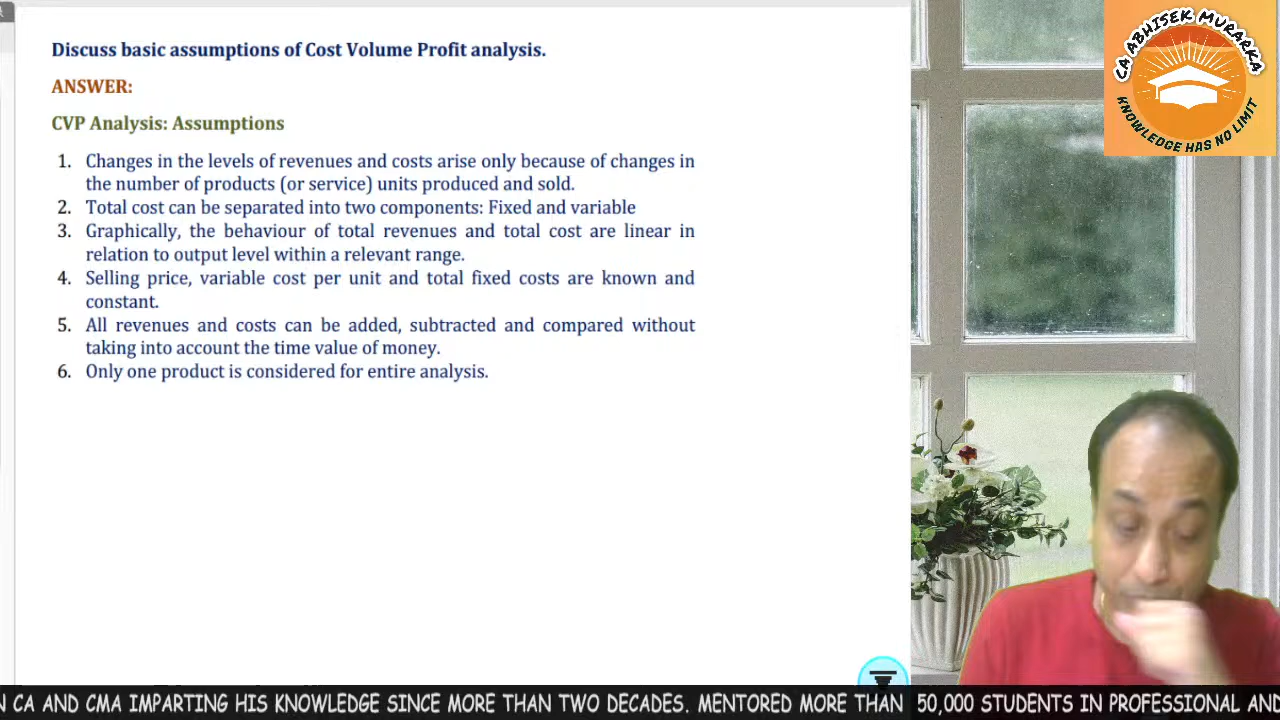 Discuss basic assumptions of Cost Volume Profit analysis.
ANSWER:
CVP Analysis: Assumptions
1. Changes in the levels of revenues and costs arise only because of changes in
the number of products (or service) units produced and sold.
2. Total cost can be separated into two components: Fixed and variable
3. Graphically, the behaviour of total revenues and total cost are linear in
relation to output level within a relevant range.
4. Selling price, variable cost per unit and total fixed costs are known and
constant.
5. All revenues and costs can be added, subtracted and compared without
taking into account the time value of money.
6. Only one product is considered for entire analysis.
CA ABHISEK MURARKA
KNOWLEDGE HAS NO LIMIT
N CA AND CMA IMPARTING HIS KNOWLEDGE SINCE MORE THAN TWO DECADES. MENTORED MORE THAN 50,000 STUDENTS IN PROFESSIONAL AND